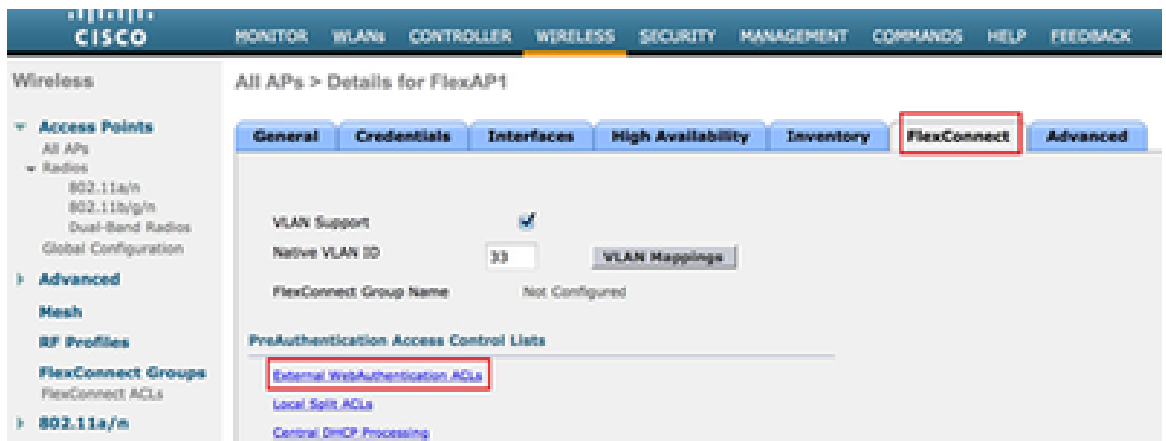 CISCO
MONITOR WLANs CONTROLLER WIRELESS SECURITY MANAGEMENT COMMANDS HELP FEEDBACK
Wireless
Access Points
All APs
Radios
802.11a/n
802.11b/g/n
Dual-Band Radios
Global Configuration
Advanced
Mesh
RF Profiles
FlexConnect Groups
FlexConnect ACLs
802.11a/n
All APs > Details for FlexAP1
General Credentials Interfaces High Availability Inventory FlexConnect Advanced
VLAN Support
Native VLAN ID 33 VLAN Mappings
FlexConnect Group Name Not Configured
PreAuthentication Access Control Lists
External WebAuthentication ACLs
Local Split ACLs
Central DHCP Processing